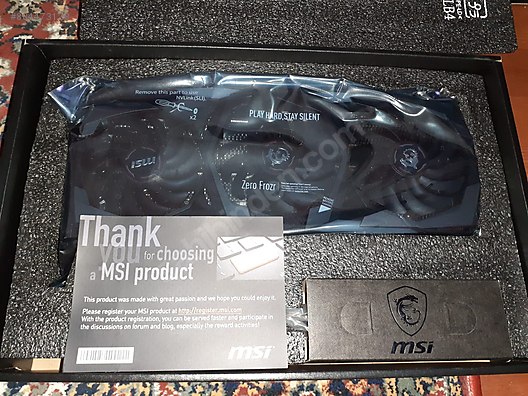 Remove this part to use
NVLink(SLI).
x2
PLAY HARD, STAY SILENT
msi
Zero Frozr
Thank
you for choosing
a MSI product
This product was made with great passion and we hope you could enjoy it.
Please register your MSI product at http://register.msi.com
With the product registration, you can be served faster and participate in
the discussions on forum and blog, especially the reward activities!
msi
msi